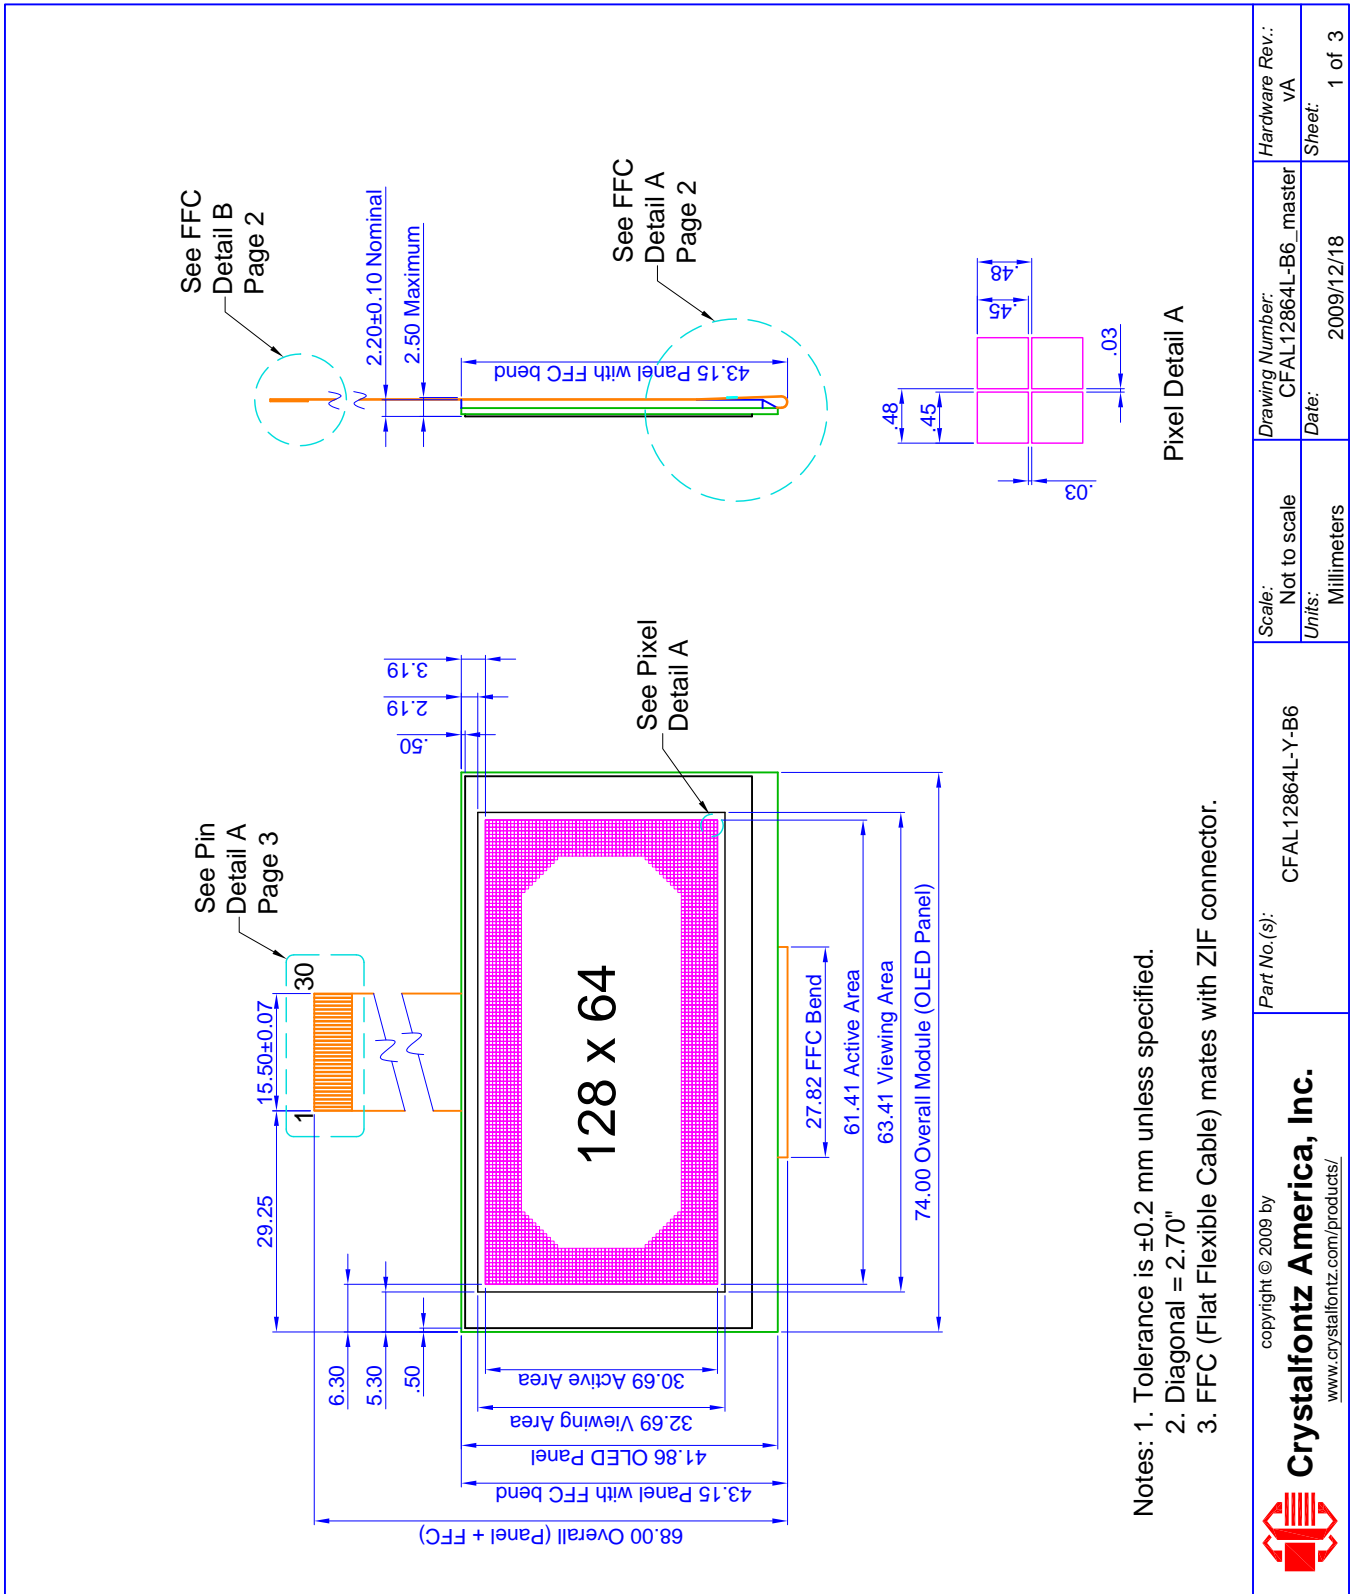 See Pin
Detail A
Page 3
1
30
15.50±0.07
29.25
6.30
5.30
.50
.50
2.19
3.19
128 x 64
See Pixel
Detail A
27.82 FFC Bend
61.41 Active Area
63.41 Viewing Area
74.00 Overall Module (OLED Panel)
30.69 Active Area
32.69 Viewing Area
41.86 OLED Panel
43.15 Panel with FFC bend
68.00 Overall (Panel + FFC)
See FFC
Detail B
Page 2
2.20±0.10 Nominal
2.50 Maximum
43.15 Panel with FFC bend
See FFC
Detail A
Page 2
.48
.45
.48
.45
.03
.03
Pixel Detail A
Notes: 1. Tolerance is ±0.2 mm unless specified.
2. Diagonal = 2.70"
3. FFC (Flat Flexible Cable) mates with ZIF connector.
copyright © 2009 by
Crystalfontz America, Inc.
www.crystalfontz.com/products/
Part No.(s):
CFAL12864L-Y-B6
Scale:
Not to scale
Units:
Millimeters
Drawing Number:
CFAL12864L-B6_master
Date:
2009/12/18
Hardware Rev.:
vA
Sheet:
1 of 3